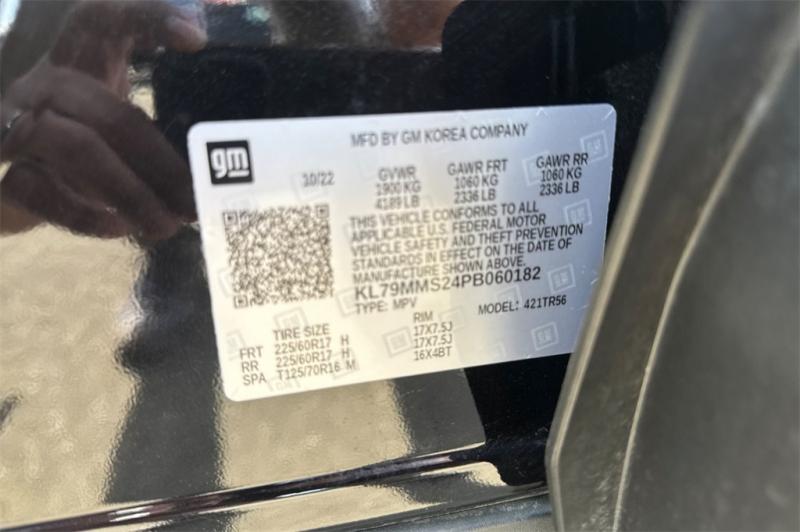 MFD BY GM KOREA COMPANY
gm
10/22 GVWR GAWR FRT GAWR RR
1900 KG 1060 KG 1060 KG
4189 LB 2336 LB 2336 LB
THIS VEHICLE CONFORMS TO ALL
APPLICABLE U.S. FEDERAL MOTOR
VEHICLE SAFETY AND THEFT PREVENTION
STANDARDS IN EFFECT ON THE DATE OF
MANUFACTURE SHOWN ABOVE.
KL79MMS24PB060182
TYPE: MPV MODEL: 421TR56
TIRE SIZE RIM
FRT 225/60R17 H 17X7.5J
RR 225/60R17 H 17X7.5J
SPA T125/70R16 M 16X4BT